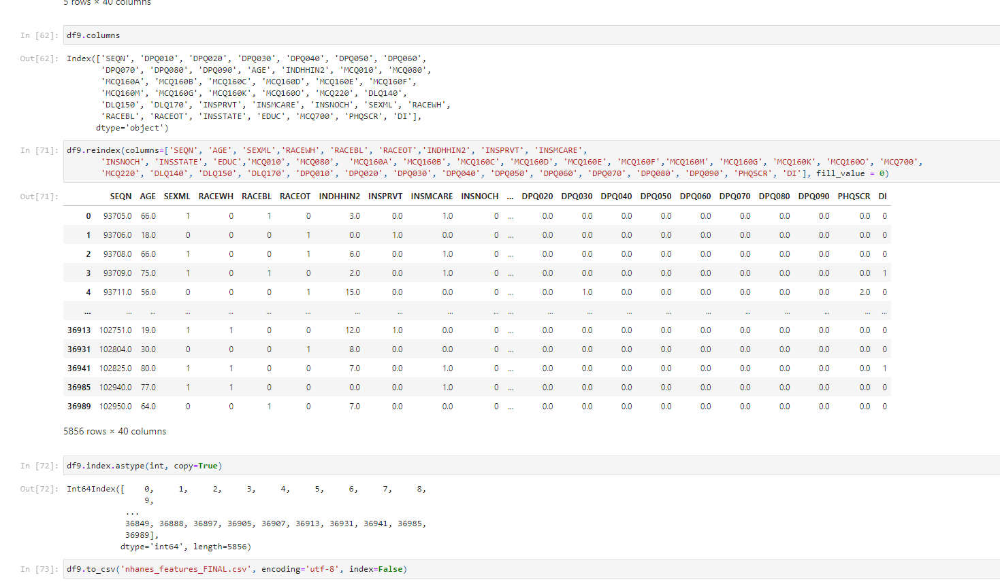 5 rows × 40 columns
In [62]: df9.columns
Out[62]: Index(['SEQN', 'DPQ010', 'DPQ020', 'DPQ030', 'DPQ040', 'DPQ050', 'DPQ060',
'DPQ070', 'DPQ080', 'DPQ090', 'AGE', 'INDHHIN2', 'MCQ010', 'MCQ080',
'MCQ160A', 'MCQ160B', 'MCQ160C', 'MCQ160D', 'MCQ160E', 'MCQ160F',
'MCQ160M', 'MCQ160G', 'MCQ160K', 'MCQ160O', 'MCQ220', 'DLQ140',
'DLQ150', 'DLQ170', 'INSPRVT', 'INSMCARE', 'INSNOCH', 'SEXML', 'RACEWH',
'RACEBL', 'RACEOT', 'INSSTATE', 'EDUC', 'MCQ700', 'PHQSCR', 'DI'],
dtype='object')
In [71]: df9.reindex(columns=['SEQN', 'AGE', 'SEXML','RACEWH', 'RACEBL', 'RACEOT','INDHHIN2', 'INSPRVT', 'INSMCARE',
'INSNOCH', 'INSSTATE', 'EDUC','MCQ010', 'MCQ080',  'MCQ160A', 'MCQ160B', 'MCQ160C', 'MCQ160D', 'MCQ160E', 'MCQ160F','MCQ160M', 'MCQ160G', 'MCQ160K', 'MCQ160O', 'MCQ700',
'MCQ220', 'DLQ140', 'DLQ150', 'DLQ170', 'DPQ010', 'DPQ020', 'DPQ030', 'DPQ040', 'DPQ050', 'DPQ060', 'DPQ070', 'DPQ080', 'DPQ090', 'PHQSCR', 'DI'], fill_value = 0)
Out[71]: SEQN AGE SEXML RACEWH RACEBL RACEOT INDHHIN2 INSPRVT INSMCARE INSNOCH ... DPQ020 DPQ030 DPQ040 DPQ050 DPQ060 DPQ070 DPQ080 DPQ090 PHQSCR DI
0 93705.0 66.0 1 0 1 0 3.0 0.0 1.0 0 ... 0.0 0.0 0.0 0.0 0.0 0.0 0.0 0.0 0.0 0
1 93706.0 18.0 0 0 0 1 0.0 1.0 0.0 0 ... 0.0 0.0 0.0 0.0 0.0 0.0 0.0 0.0 0.0 0
2 93708.0 66.0 1 0 0 1 6.0 0.0 1.0 0 ... 0.0 0.0 0.0 0.0 0.0 0.0 0.0 0.0 0.0 0
3 93709.0 75.0 1 0 1 0 2.0 0.0 1.0 0 ... 0.0 0.0 0.0 0.0 0.0 0.0 0.0 0.0 0.0 1
4 93711.0 56.0 0 0 0 1 15.0 0.0 0.0 0 ... 0.0 1.0 0.0 0.0 0.0 0.0 0.0 0.0 2.0 0
... ... ... ... ... ... ... ... ... ... ... ... ... ... ... ... ... ... ... ... ... ...
36913 102751.0 19.0 1 1 0 0 12.0 1.0 0.0 0 ... 0.0 0.0 0.0 0.0 0.0 0.0 0.0 0.0 0.0 0
36931 102804.0 30.0 0 0 0 1 8.0 0.0 0.0 0 ... 0.0 0.0 0.0 0.0 0.0 0.0 0.0 0.0 0.0 0
36941 102825.0 80.0 1 1 0 0 7.0 0.0 1.0 0 ... 0.0 0.0 0.0 0.0 0.0 0.0 0.0 0.0 0.0 1
36985 102940.0 77.0 1 1 0 0 0.0 0.0 1.0 0 ... 0.0 0.0 0.0 0.0 0.0 0.0 0.0 0.0 0.0 0
36989 102950.0 64.0 0 0 1 0 7.0 0.0 0.0 0 ... 0.0 0.0 0.0 0.0 0.0 0.0 0.0 0.0 0.0 0
5856 rows × 40 columns
In [72]: df9.index.astype(int, copy=True)
Out[72]: Int64Index([    0,     1,     2,     3,     4,     5,     6,     7,     8,
9,
...
36849, 36888, 36897, 36905, 36907, 36913, 36931, 36941, 36985,
36989],
dtype='int64', length=5856)
In [73]: df9.to_csv('nhanes_features_FINAL.csv', encoding='utf-8', index=False)